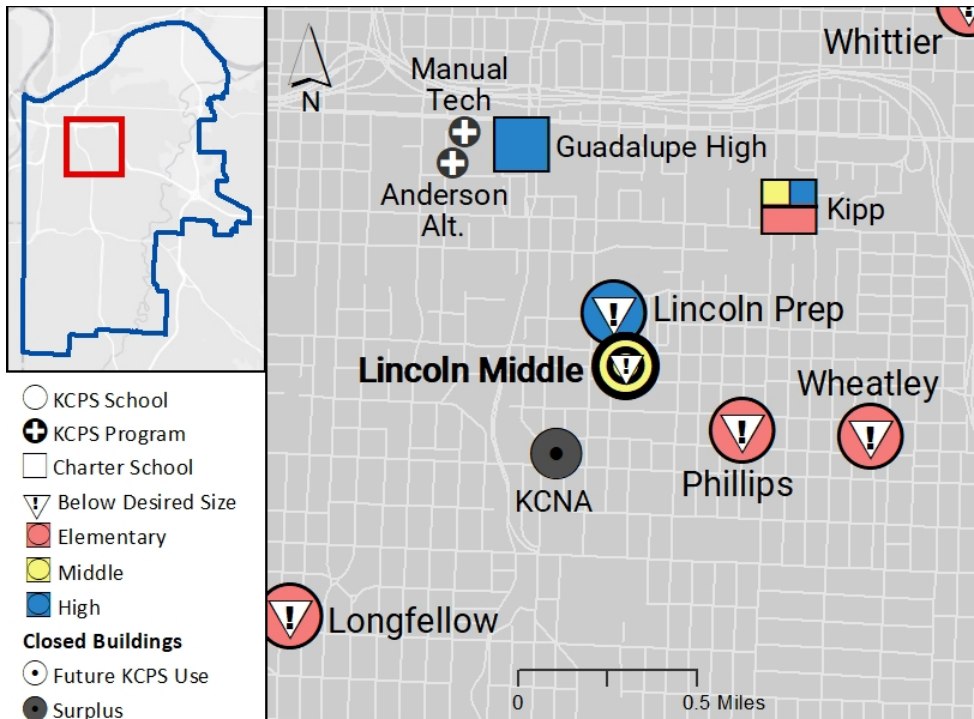 Whittier
N
Manual
Tech
Guadalupe High
Anderson
Alt.
Kipp
Lincoln Prep
Lincoln Middle
Wheatley
Phillips
KCNA
Longfellow
0
0.5 Miles
KCPS School
KCPS Program
Charter School
Below Desired Size
Elementary
Middle
High
Closed Buildings
Future KCPS Use
Surplus